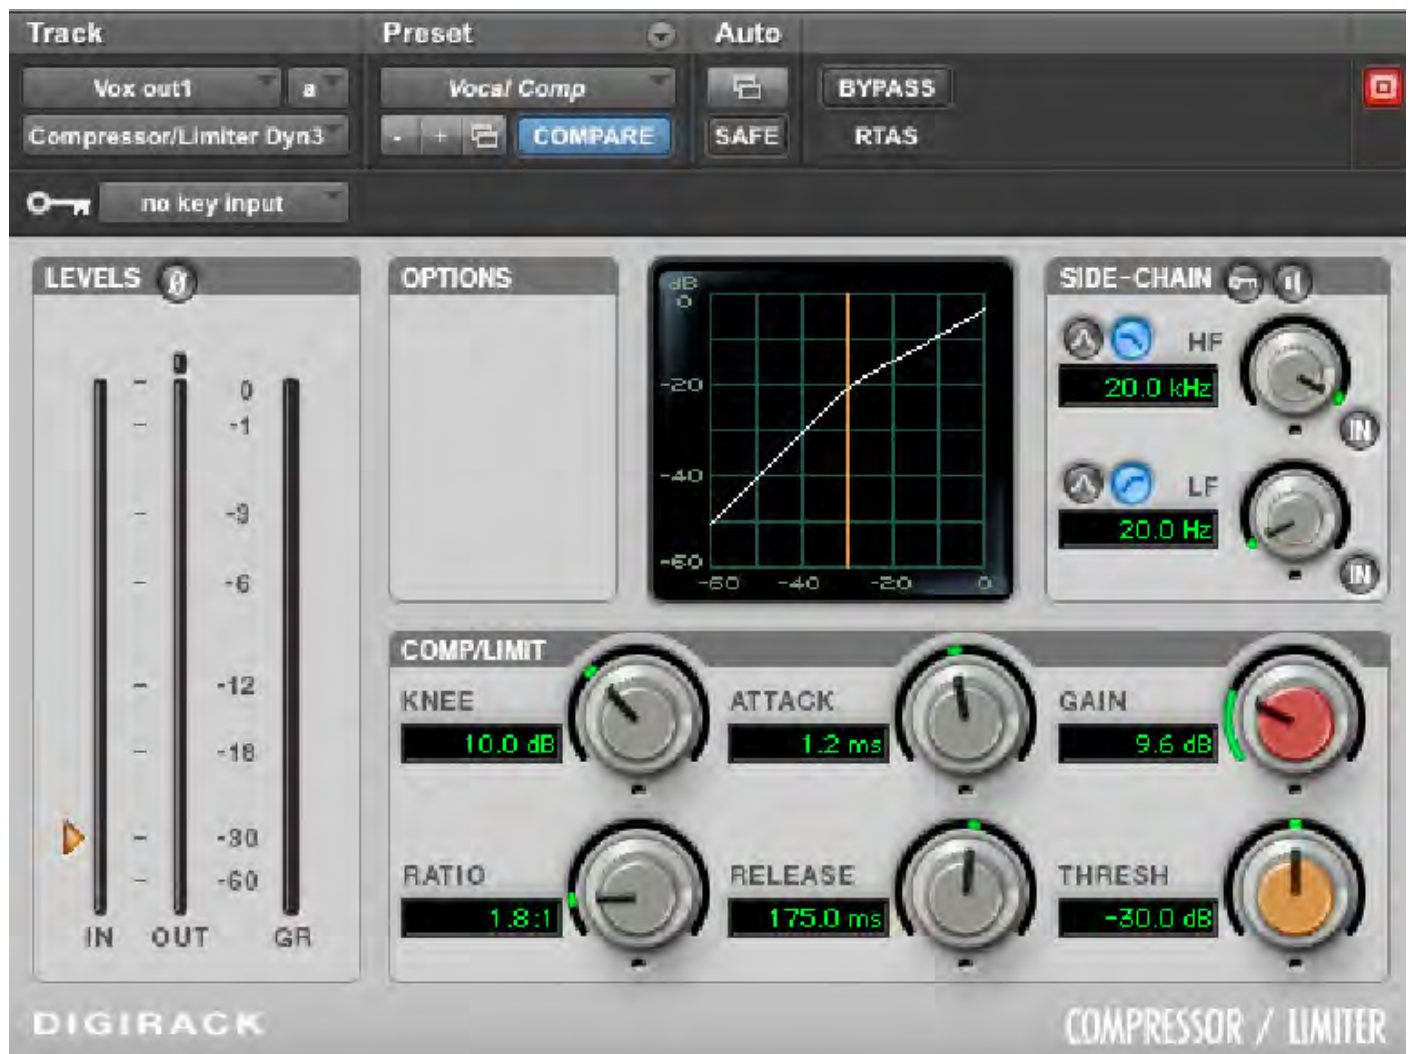 Track Preset Auto
Vox out1 a Vocal Comp BYPASS
Compressor/Limiter Dyn3 - + COMPARE SAFE RTAS
no key input
LEVELS Ø OPTIONS SIDE-CHAIN
dB
0
-20
-40
-60
-60 -40 -20 0
HF
20.0 kHz
IN
LF
20.0 Hz
IN
0
-1
-3
-6
-12
-18
-30
-60
IN OUT GR
COMP/LIMIT
KNEE ATTACK GAIN
10.0 dB 1.2 ms 9.6 dB
RATIO RELEASE THRESH
1.8:1 175.0 ms -30.0 dB
DIGIRACK COMPRESSOR / LIMITER